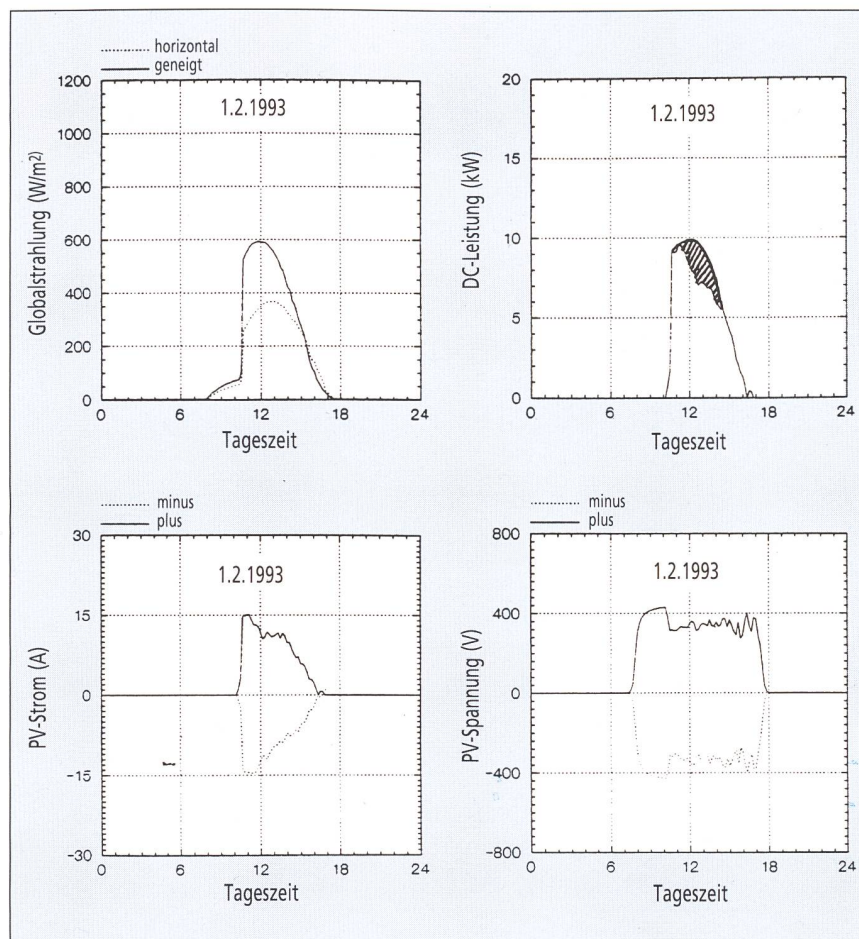 horizontal
geneigt
1200
1000
800
600
400
200
0
1.2.1993
Globalstrahlung (W/m²)
0 6 12 18 24
Tageszeit
20
15
10
5
0
1.2.1993
DC-Leistung (kW)
0 6 12 18 24
Tageszeit
minus
plus
30
15
0
-15
-30
1.2.1993
PV-Strom (A)
0 6 12 18 24
Tageszeit
minus
plus
800
400
0
-400
-800
1.2.1993
PV-Spannung (V)
0 6 12 18 24
Tageszeit